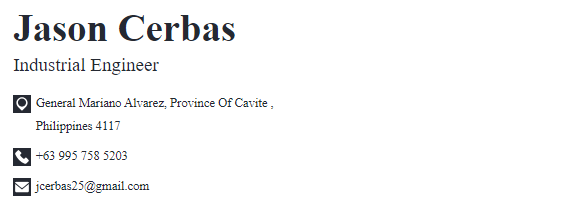 Jason Cerbas
Industrial Engineer
General Mariano Alvarez, Province Of Cavite ,
Philippines 4117
+63 995 758 5203
jcerbas25@gmail.com